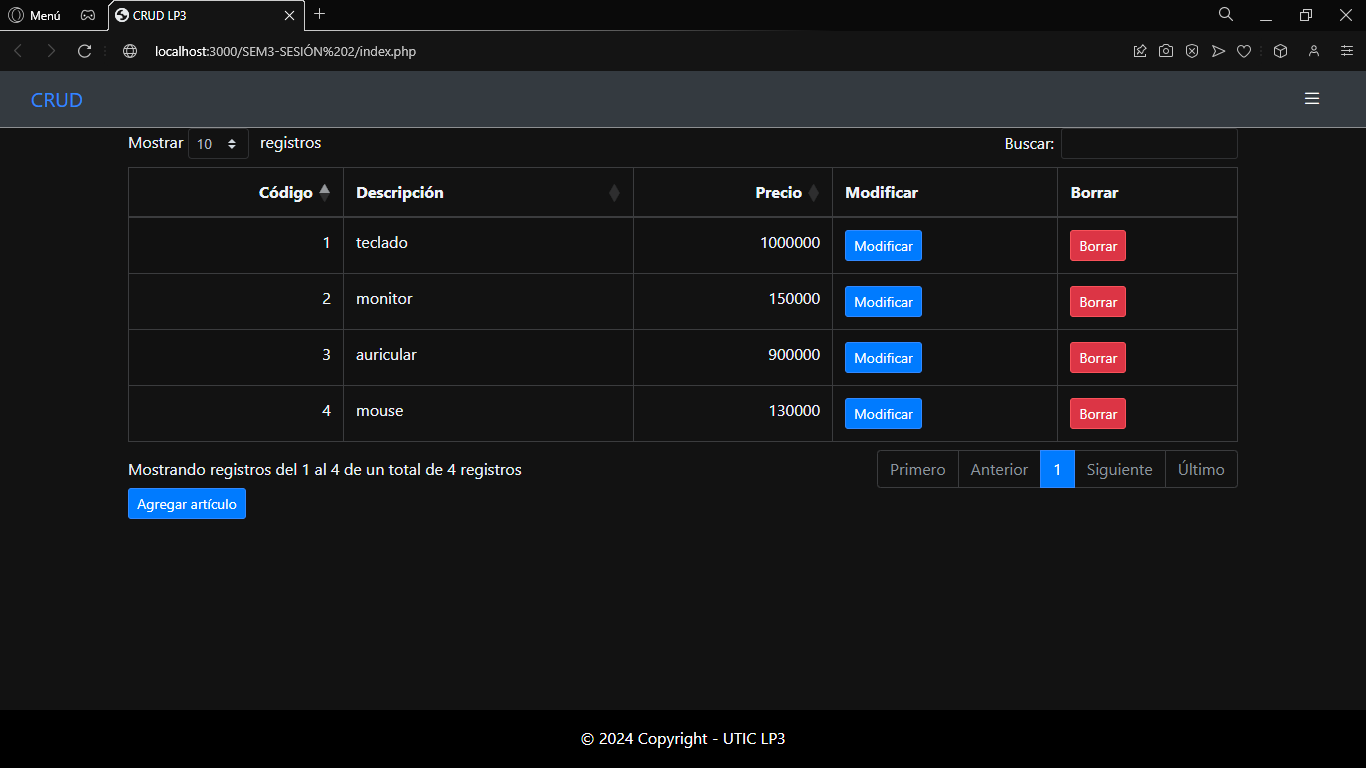 Menú CRUD LP3
localhost:3000/SEM3-SESIÓN%202/index.php
CRUD
Mostrar 10 registros Buscar:
Código Descripción Precio Modificar Borrar
1 teclado 1000000 Modificar Borrar
2 monitor 150000 Modificar Borrar
3 auricular 900000 Modificar Borrar
4 mouse 130000 Modificar Borrar
Mostrando registros del 1 al 4 de un total de 4 registros Primero Anterior 1 Siguiente Último
Agregar artículo
© 2024 Copyright - UTIC LP3